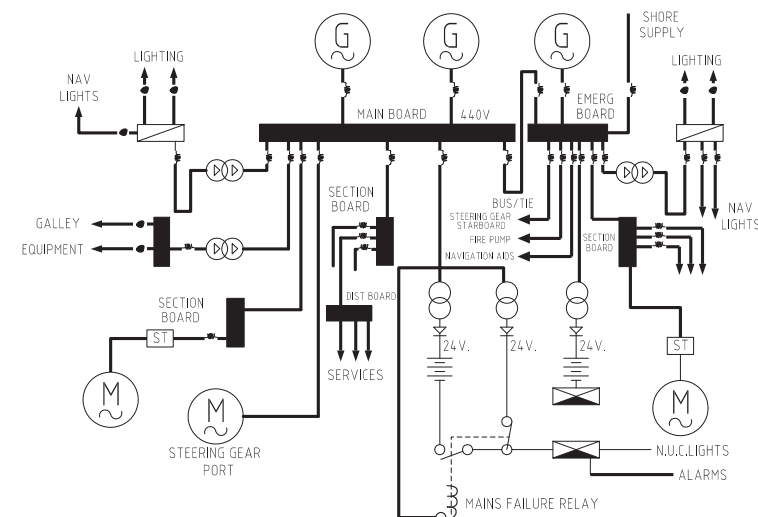 G
G
G
SHORE
SUPPLY
LIGHTING
LIGHTING
NAV
LIGHTS
MAIN BOARD 440V
EMERG
BOARD
BUS/TIE
SECTION
BOARD
STEERING GEAR
STARBOARD
FIRE PUMP
NAVIGATION AIDS
SECTION
BOARD
NAV
LIGHTS
GALLEY
EQUIPMENT
SECTION
BOARD
DIST BOARD
ST
24V.
24V.
24V.
ST
SERVICES
M
M
M
STEERING GEAR
PORT
N.U.C.LIGHTS
ALARMS
MAINS FAILURE RELAY